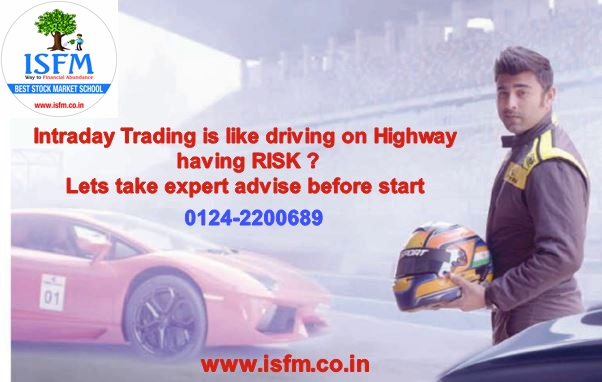 ISFM
Way to Financial Abundance
BEST STOCK MARKET SCHOOL
www.isfm.co.in
Intraday Trading is like driving on Highway
having RISK ?
Lets take expert advise before start
0124-2200689
SPORT
01
www.isfm.co.in